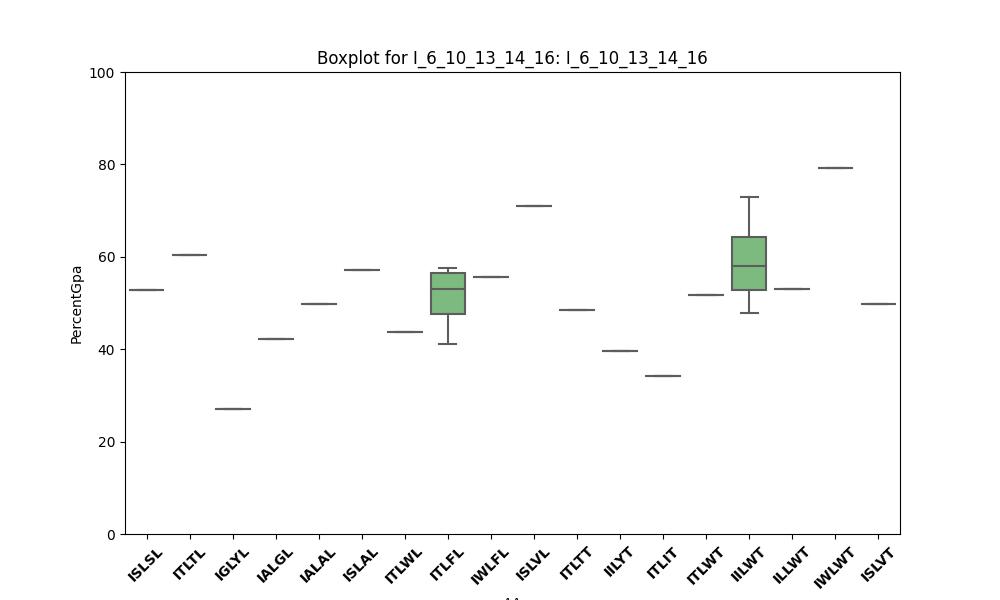 Boxplot for I_6_10_13_14_16: I_6_10_13_14_16
PercentGpa
100
80
60
40
20
0
ISLSL ITLTL IGLYL IALGL IALAL ISLAL ITLWL ITLFL IWLFL ISLVL ITLTT IILYT ITLIT ITLWT IILWT ILLWT IWLWT ISLVT